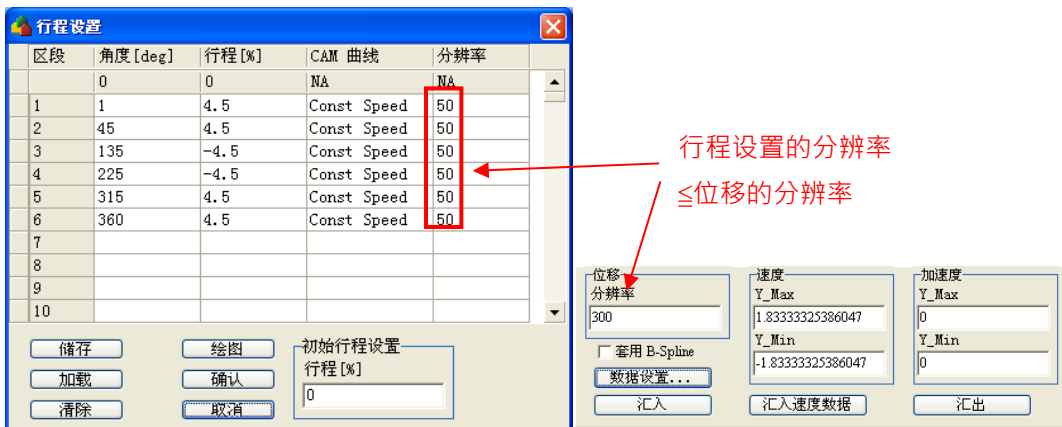 行程设置
区段 角度[deg] 行程[%] CAM 曲线 分辨率
0 0 NA NA
1 1 4.5 Const Speed 50
2 45 4.5 Const Speed 50
3 135 -4.5 Const Speed 50
4 225 -4.5 Const Speed 50
5 315 4.5 Const Speed 50
6 360 4.5 Const Speed 50
7
8
9
10
储存 绘图 初始行程设置
加载 确认 行程[%]
清除 取消 0
行程设置的分辨率
≦位移的分辨率
位移 速度 加速度
分辨率 Y_Max Y_Max
300 1.83333325386047 0
套用 B-Spline Y_Min Y_Min
数据设置... -1.83333325386047 0
汇入 汇入速度数据 汇出